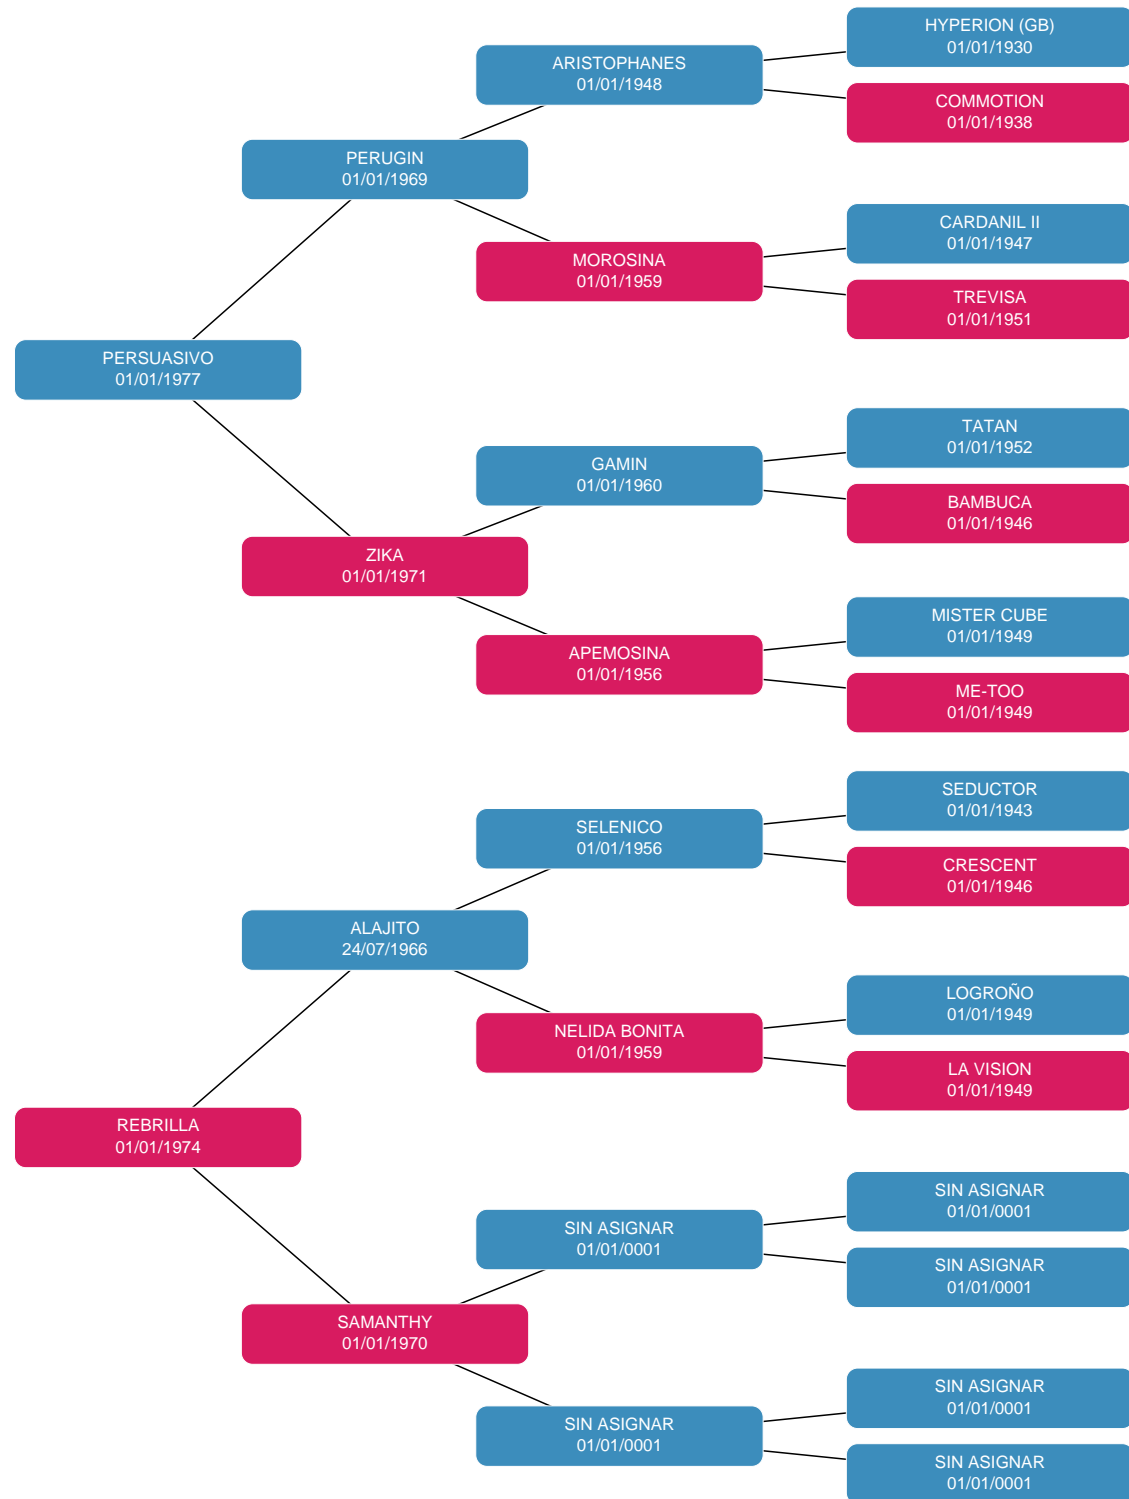 HYPERION (GB)
01/01/1930
ARISTOPHANES
01/01/1948
COMMOTION
01/01/1938
PERUGIN
01/01/1969
CARDANIL II
01/01/1947
MOROSINA
01/01/1959
TREVISA
01/01/1951
PERSUASIVO
01/01/1977
TATAN
01/01/1952
GAMIN
01/01/1960
BAMBUCA
01/01/1946
ZIKA
01/01/1971
MISTER CUBE
01/01/1949
APEMOSINA
01/01/1956
ME-TOO
01/01/1949
SEDUCTOR
01/01/1943
SELENICO
01/01/1956
CRESCENT
01/01/1946
ALAJITO
24/07/1966
LOGROÑO
01/01/1949
NELIDA BONITA
01/01/1959
LA VISION
01/01/1949
REBRILLA
01/01/1974
SIN ASIGNAR
01/01/0001
SIN ASIGNAR
01/01/0001
SIN ASIGNAR
01/01/0001
SAMANTHY
01/01/1970
SIN ASIGNAR
01/01/0001
SIN ASIGNAR
01/01/0001
SIN ASIGNAR
01/01/0001